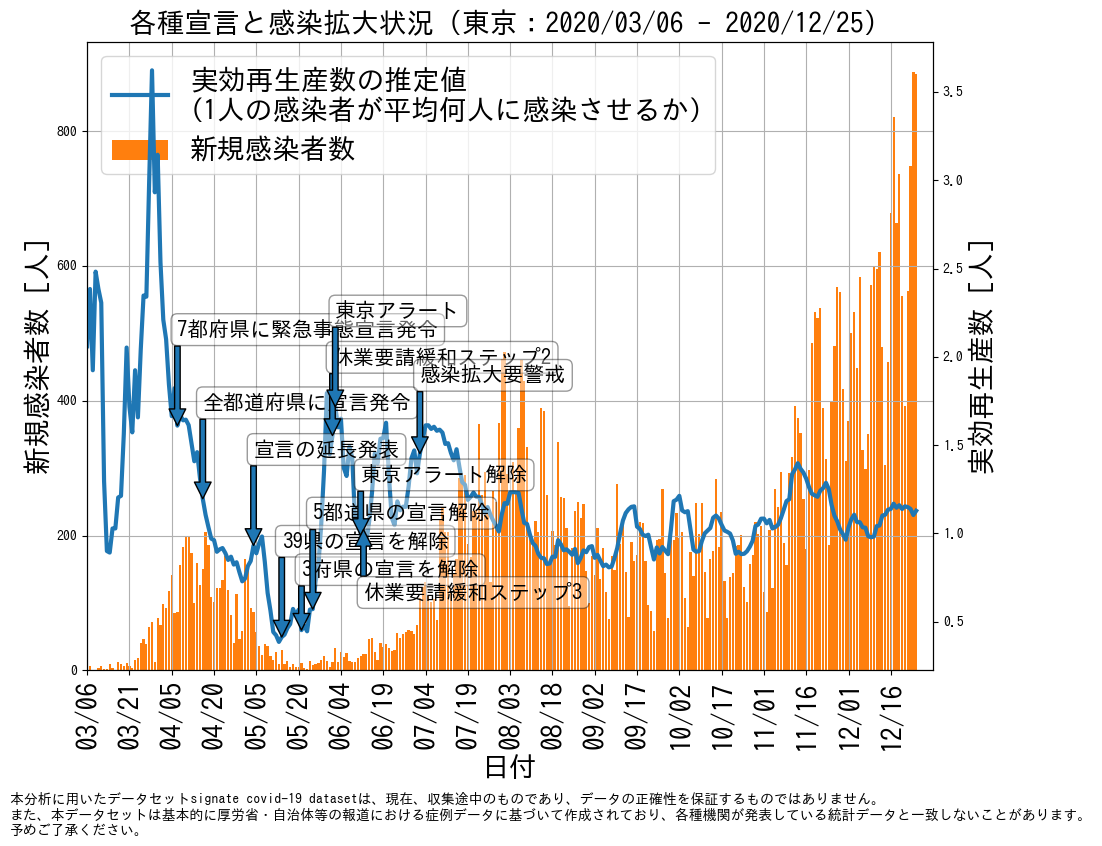 各種宣言と感染拡大状況 (東京：2020/03/06 - 2020/12/25)
実効再生産数の推定値
(1人の感染者が平均何人に感染させるか)
新規感染者数
新規感染者数 [人]
800
600
400
200
0
3.5
3.0
2.5
2.0
1.5
1.0
0.5
実効再生産数 [人]
東京アラート
7都府県に緊急事態宣言発令
休業要請緩和ステップ2
感染拡大要警戒
全都道府県に宣言発令
宣言の延長発表
東京アラート解除
5都道県の宣言解除
39県の宣言を解除
3府県の宣言を解除
休業要請緩和ステップ3
03/06
03/21
04/05
04/20
05/05
05/20
06/04
06/19
07/04
07/19
08/03
08/18
09/02
09/17
10/02
10/17
11/01
11/16
12/01
12/16
日付
本分析に用いたデータセットsignate covid-19 datasetは、現在、収集途中のものであり、データの正確性を保証するものではありません。
また、本データセットは基本的に厚労省・自治体等の報道における症例データに基づいて作成されており、各種機関が発表している統計データと一致しないことがあります。
予めご了承ください。